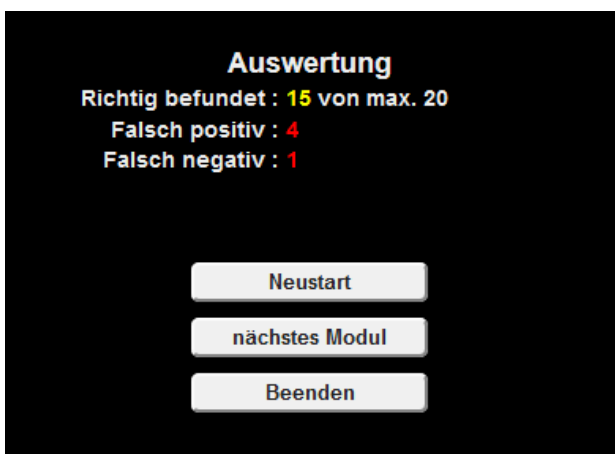 Auswertung
Richtig befundet : 15 von max. 20
Falsch positiv : 4
Falsch negativ : 1
Neustart
nächstes Modul
Beenden